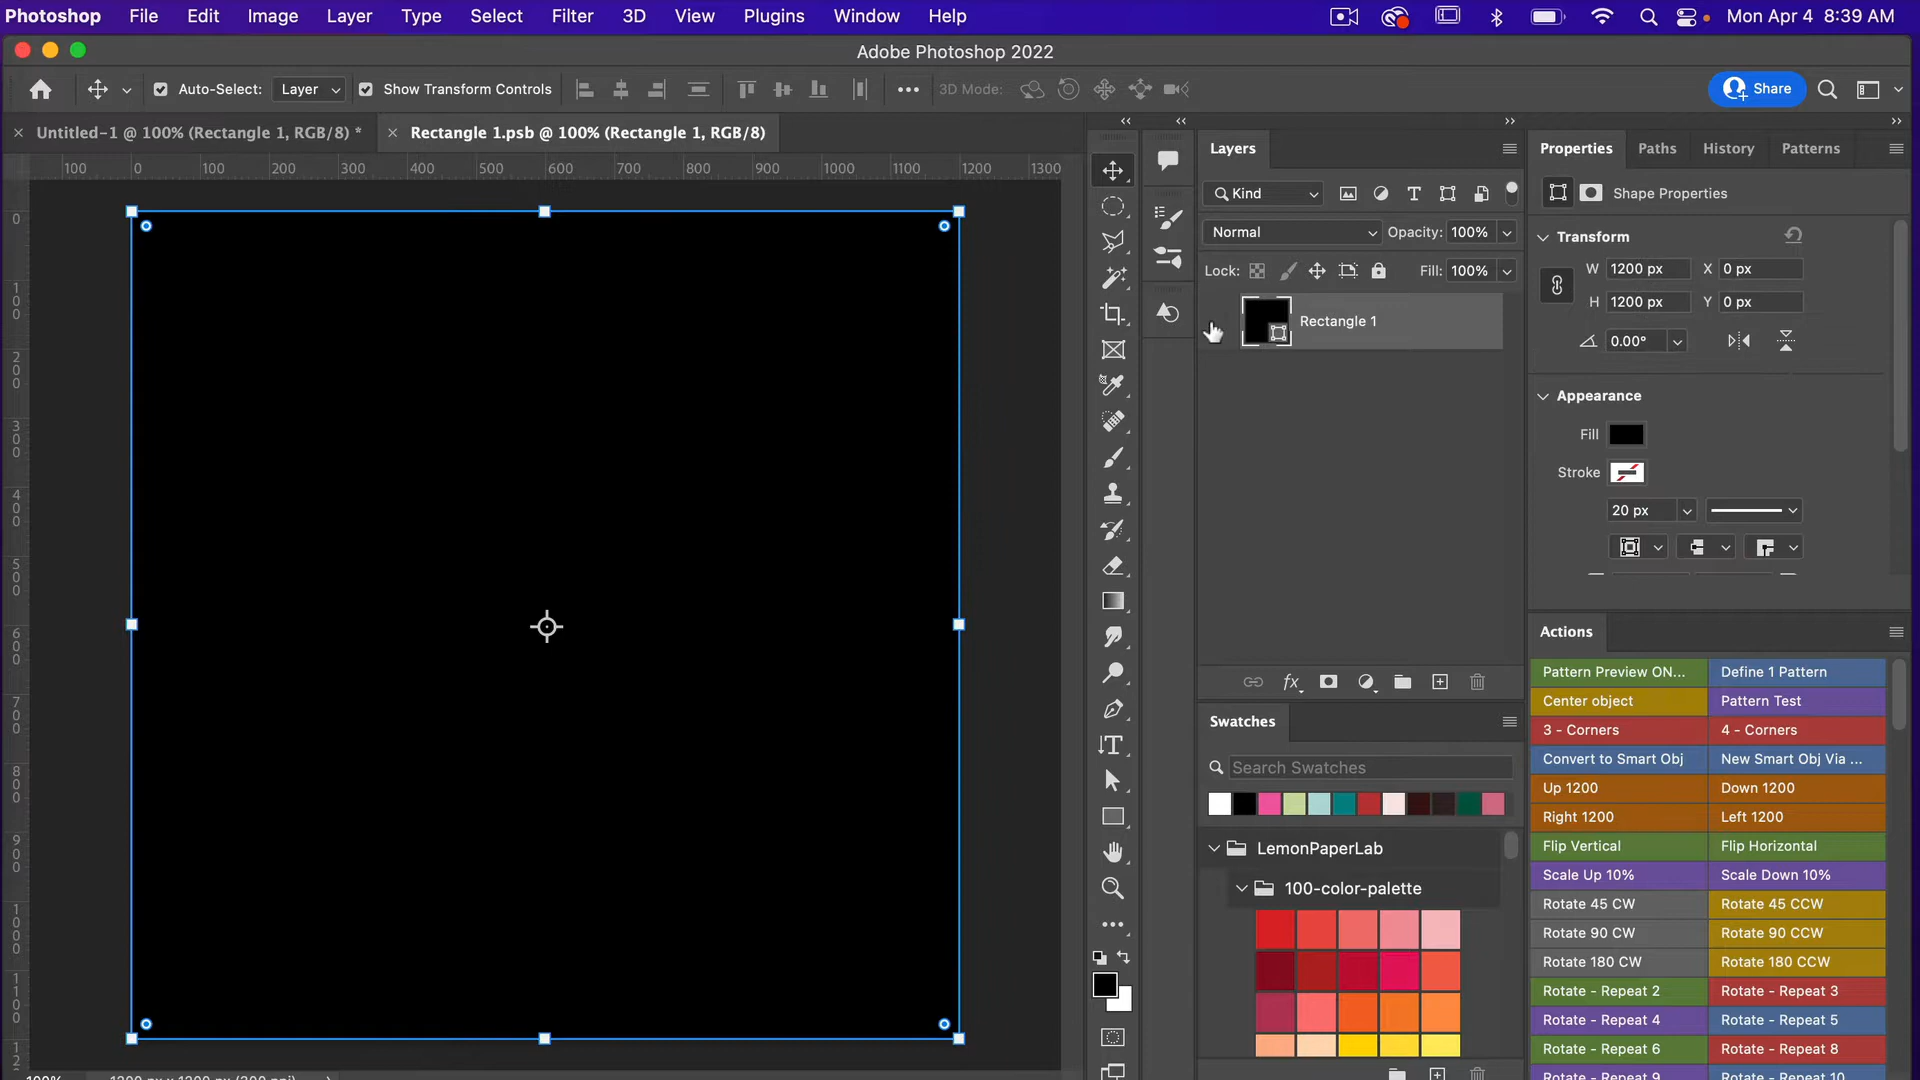 Photoshop File Edit Image Layer Type Select Filter 3D View Plugins Window Help Mon Apr 4 8:39 AM
Adobe Photoshop 2022
Auto-Select: Layer Show Transform Controls 3D Mode: Share
Untitled-1 @ 100% (Rectangle 1, RGB/8) * Rectangle 1.psb @ 100% (Rectangle 1, RGB/8)
100 0 100 200 300 400 500 600 700 800 900 1000 1100 1200 1300
0
100
200
300
400
500
600
700
800
900
1000
1100
12
Layers
Kind
Normal Opacity: 100%
Lock: Fill: 100%
Rectangle 1
fx
Swatches
Search Swatches
LemonPaperLab
100-color-palette
Properties Paths History Patterns
Shape Properties
Transform
W 1200 px X 0 px
H 1200 px Y 0 px
0.00°
Appearance
Fill
Stroke
20 px
Actions
Pattern Preview ON... Define 1 Pattern
Center object Pattern Test
3 - Corners 4 - Corners
Convert to Smart Obj New Smart Obj Via ...
Up 1200 Down 1200
Right 1200 Left 1200
Flip Vertical Flip Horizontal
Scale Up 10% Scale Down 10%
Rotate 45 CW Rotate 45 CCW
Rotate 90 CW Rotate 90 CCW
Rotate 180 CW Rotate 180 CCW
Rotate - Repeat 2 Rotate - Repeat 3
Rotate - Repeat 4 Rotate - Repeat 5
Rotate - Repeat 6 Rotate - Repeat 8
Rotate - Repeat 9 Rotate - Repeat 10